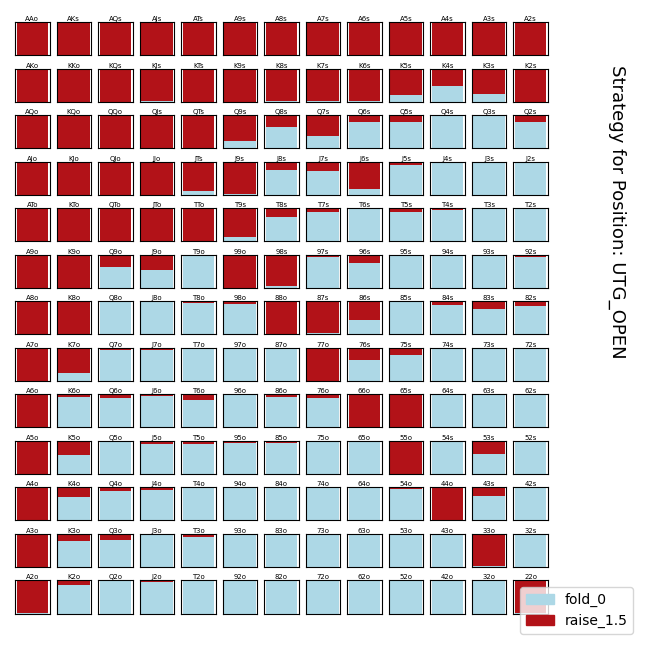 AAo AKs AQs AJs ATs A9s A8s A7s A6s A5s A4s A3s A2s
AKo KKo KQs KJs KTs K9s K8s K7s K6s K5s K4s K3s K2s
AQo KQo QQo QJs QTs Q9s Q8s Q7s Q6s Q5s Q4s Q3s Q2s
AJo KJo QJo JJo JTs J9s J8s J7s J6s J5s J4s J3s J2s
ATo KTo QTo JTo TTo T9s T8s T7s T6s T5s T4s T3s T2s
A9o K9o Q9o J9o T9o 99o 98s 97s 96s 95s 94s 93s 92s
A8o K8o Q8o J8o T8o 98o 88o 87s 86s 85s 84s 83s 82s
A7o K7o Q7o J7o T7o 97o 87o 77o 76s 75s 74s 73s 72s
A6o K6o Q6o J6o T6o 96o 86o 76o 66o 65s 64s 63s 62s
A5o K5o Q5o J5o T5o 95o 85o 75o 65o 55o 54s 53s 52s
A4o K4o Q4o J4o T4o 94o 84o 74o 64o 54o 44o 43s 42s
A3o K3o Q3o J3o T3o 93o 83o 73o 63o 53o 43o 33o 32s
A2o K2o Q2o J2o T2o 92o 82o 72o 62o 52o 42o 32o 22o
Strategy for Position: UTG_OPEN
fold_0
raise_1.5